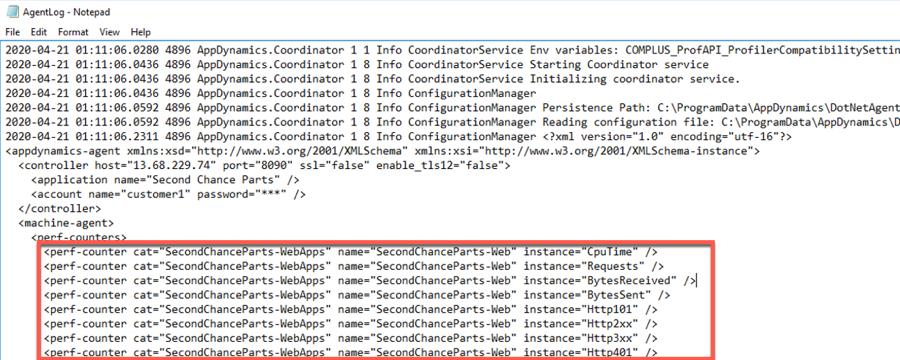 AgentLog - Notepad
File Edit Format View Help
2020-04-21 01:11:06.0280 4896 AppDynamics.Coordinator 1 1 Info CoordinatorService Env variables: COMPLUS_ProfAPI_ProfilerCompatibilitySettin
2020-04-21 01:11:06.0436 4896 AppDynamics.Coordinator 1 8 Info CoordinatorService Starting Coordinator service
2020-04-21 01:11:06.0436 4896 AppDynamics.Coordinator 1 8 Info CoordinatorService Initializing coordinator service.
2020-04-21 01:11:06.0436 4896 AppDynamics.Coordinator 1 8 Info ConfigurationManager
2020-04-21 01:11:06.0592 4896 AppDynamics.Coordinator 1 8 Info ConfigurationManager Persistence Path: C:\ProgramData\AppDynamics\DotNetAgent
2020-04-21 01:11:06.0592 4896 AppDynamics.Coordinator 1 8 Info ConfigurationManager Reading configuration file: C:\ProgramData\AppDynamics\D
2020-04-21 01:11:06.2311 4896 AppDynamics.Coordinator 1 8 Info ConfigurationManager <?xml version="1.0" encoding="utf-16"?>
<appdynamics-agent xmlns:xsd="http://www.w3.org/2001/XMLSchema" xmlns:xsi="http://www.w3.org/2001/XMLSchema-instance">
<controller host="13.68.229.74" port="8090" ssl="false" enable_tls12="false">
<application name="Second Chance Parts" />
<account name="customer1" password="***" />
</controller>
<machine-agent>
<perf-counters>
<perf-counter cat="SecondChanceParts-WebApps" name="SecondChanceParts-Web" instance="CpuTime" />
<perf-counter cat="SecondChanceParts-WebApps" name="SecondChanceParts-Web" instance="Requests" />
<perf-counter cat="SecondChanceParts-WebApps" name="SecondChanceParts-Web" instance="BytesReceived" />
<perf-counter cat="SecondChanceParts-WebApps" name="SecondChanceParts-Web" instance="BytesSent" />
<perf-counter cat="SecondChanceParts-WebApps" name="SecondChanceParts-Web" instance="Http101" />
<perf-counter cat="SecondChanceParts-WebApps" name="SecondChanceParts-Web" instance="Http2xx" />
<perf-counter cat="SecondChanceParts-WebApps" name="SecondChanceParts-Web" instance="Http3xx" />
<perf-counter cat="SecondChanceParts-WebApps" name="SecondChanceParts-Web" instance="Http401" />